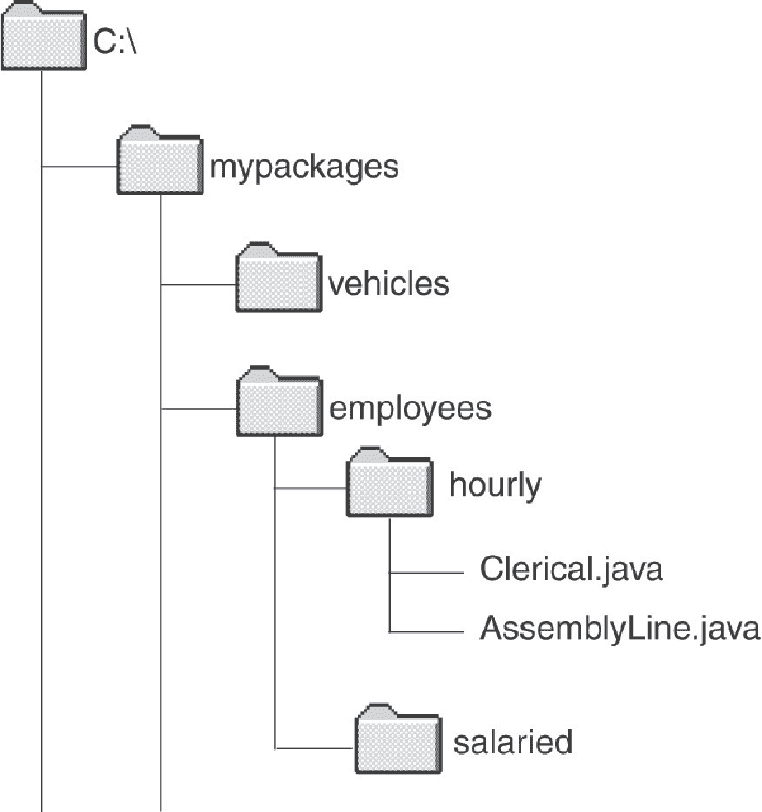 C:\
mypackages
vehicles
employees
hourly
Clerical.java
AssemblyLine.java
salaried